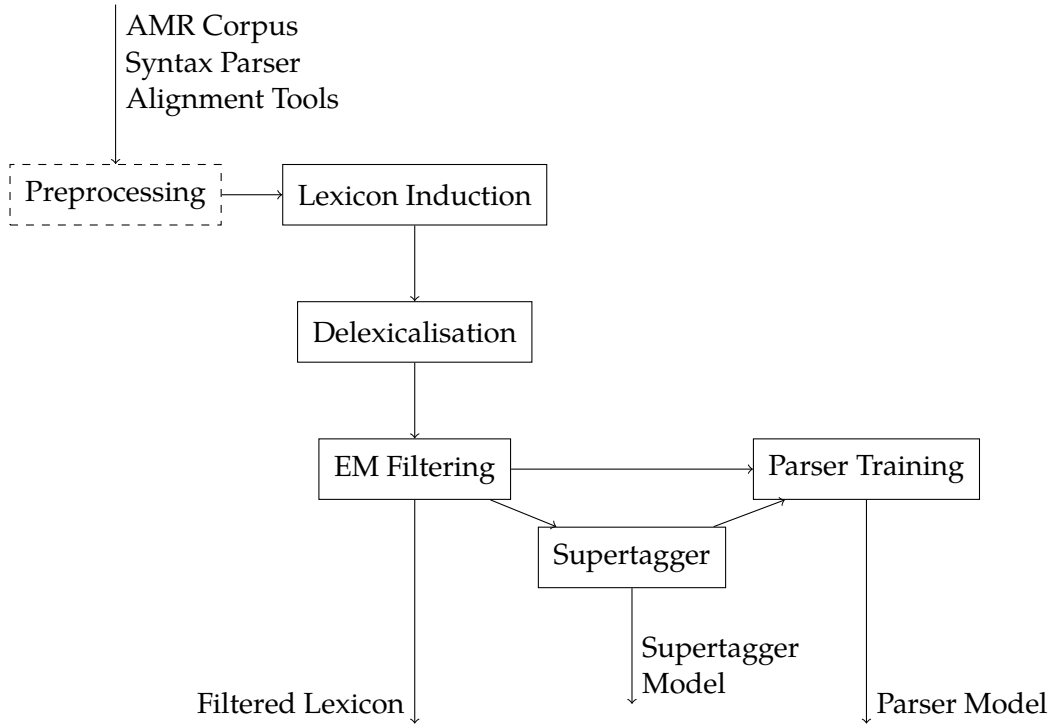 AMR Corpus
Syntax Parser
Alignment Tools
Preprocessing
Lexicon Induction
Delexicalisation
EM Filtering
Parser Training
Supertagger
Supertagger
Model
Filtered Lexicon
Parser Model